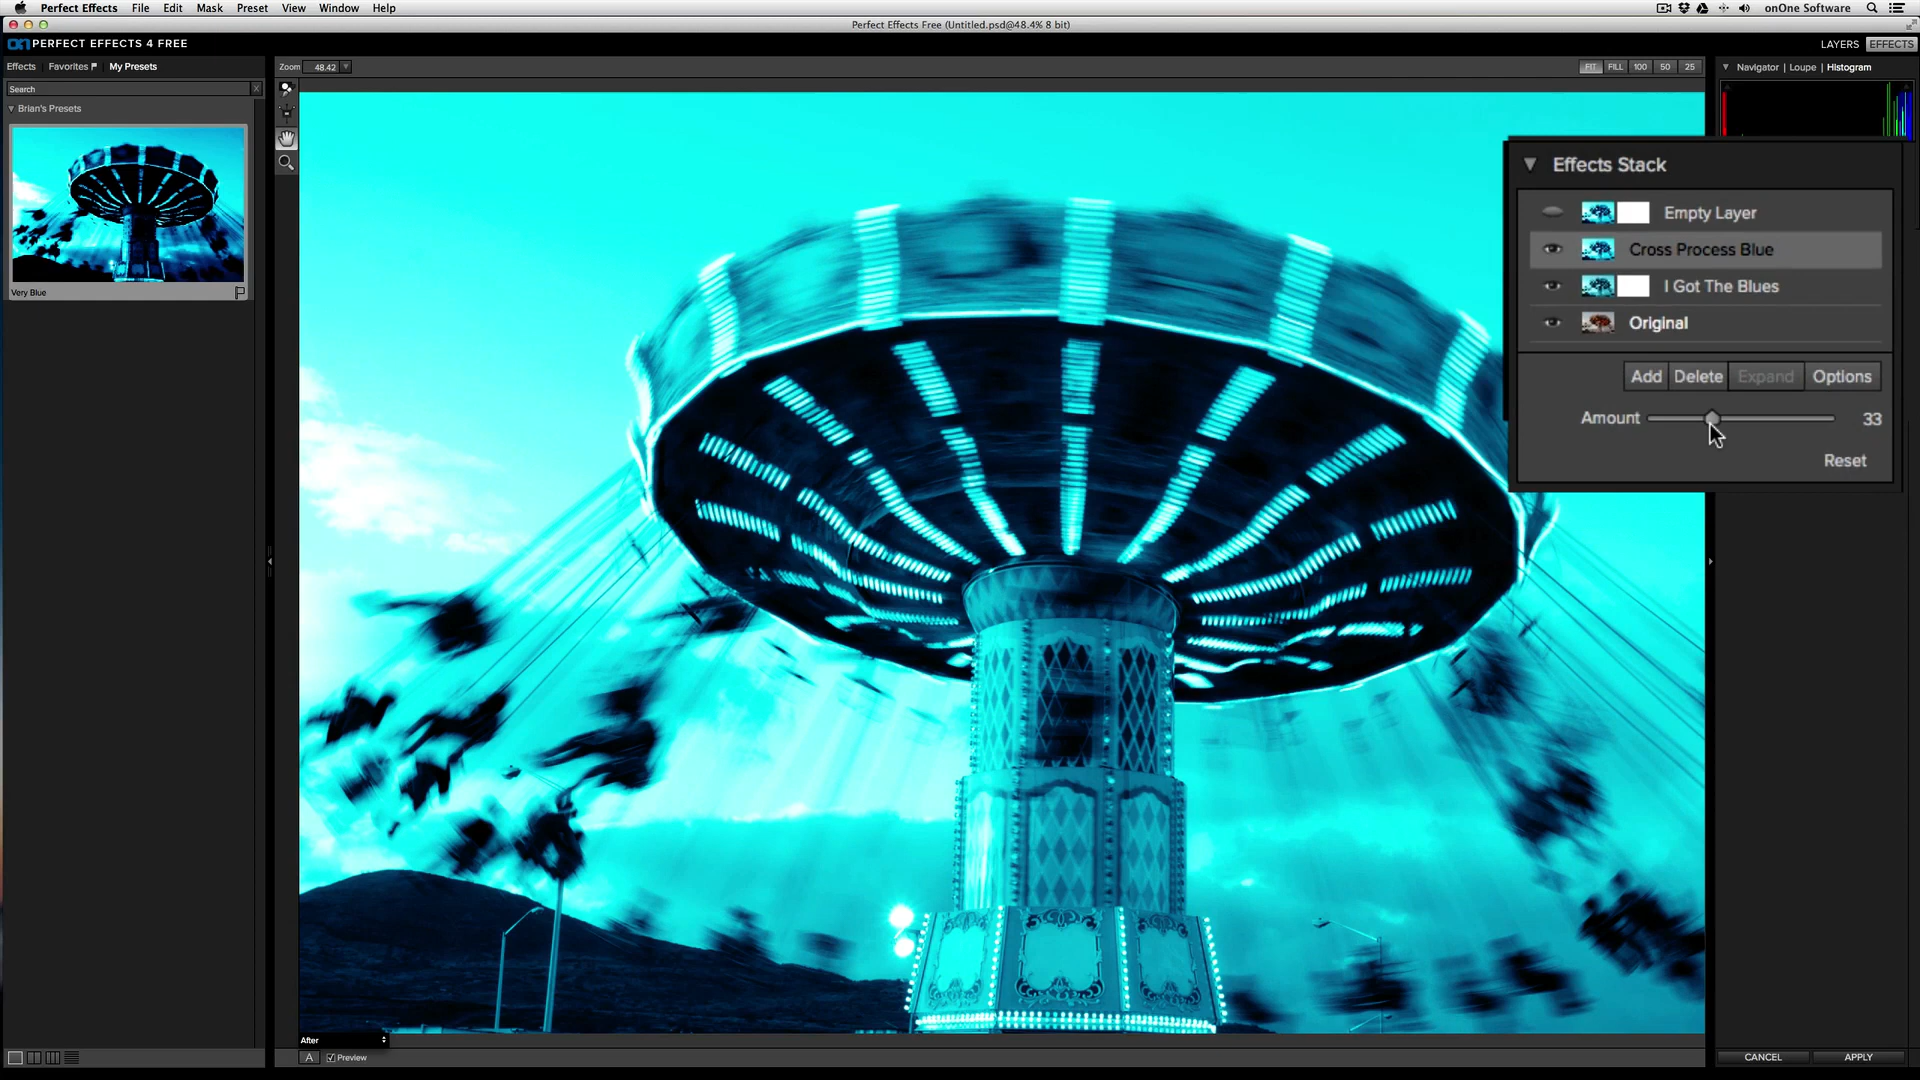 Perfect Effects File Edit Mask Preset View Window Help onOne Software
Perfect Effects Free (Untitled.psd@48.4% 8 bit)
on PERFECT EFFECTS 4 FREE
LAYERS EFFECTS
Effects Favorites My Presets
Zoom 48.42
FIT FILL 100 50 25
Navigator | Loupe | Histogram
Search
Brian's Presets
Very Blue
Effects Stack
Empty Layer
Cross Process Blue
I Got The Blues
Original
Add Delete Expand Options
Amount 33
Reset
After
A Preview
CANCEL APPLY